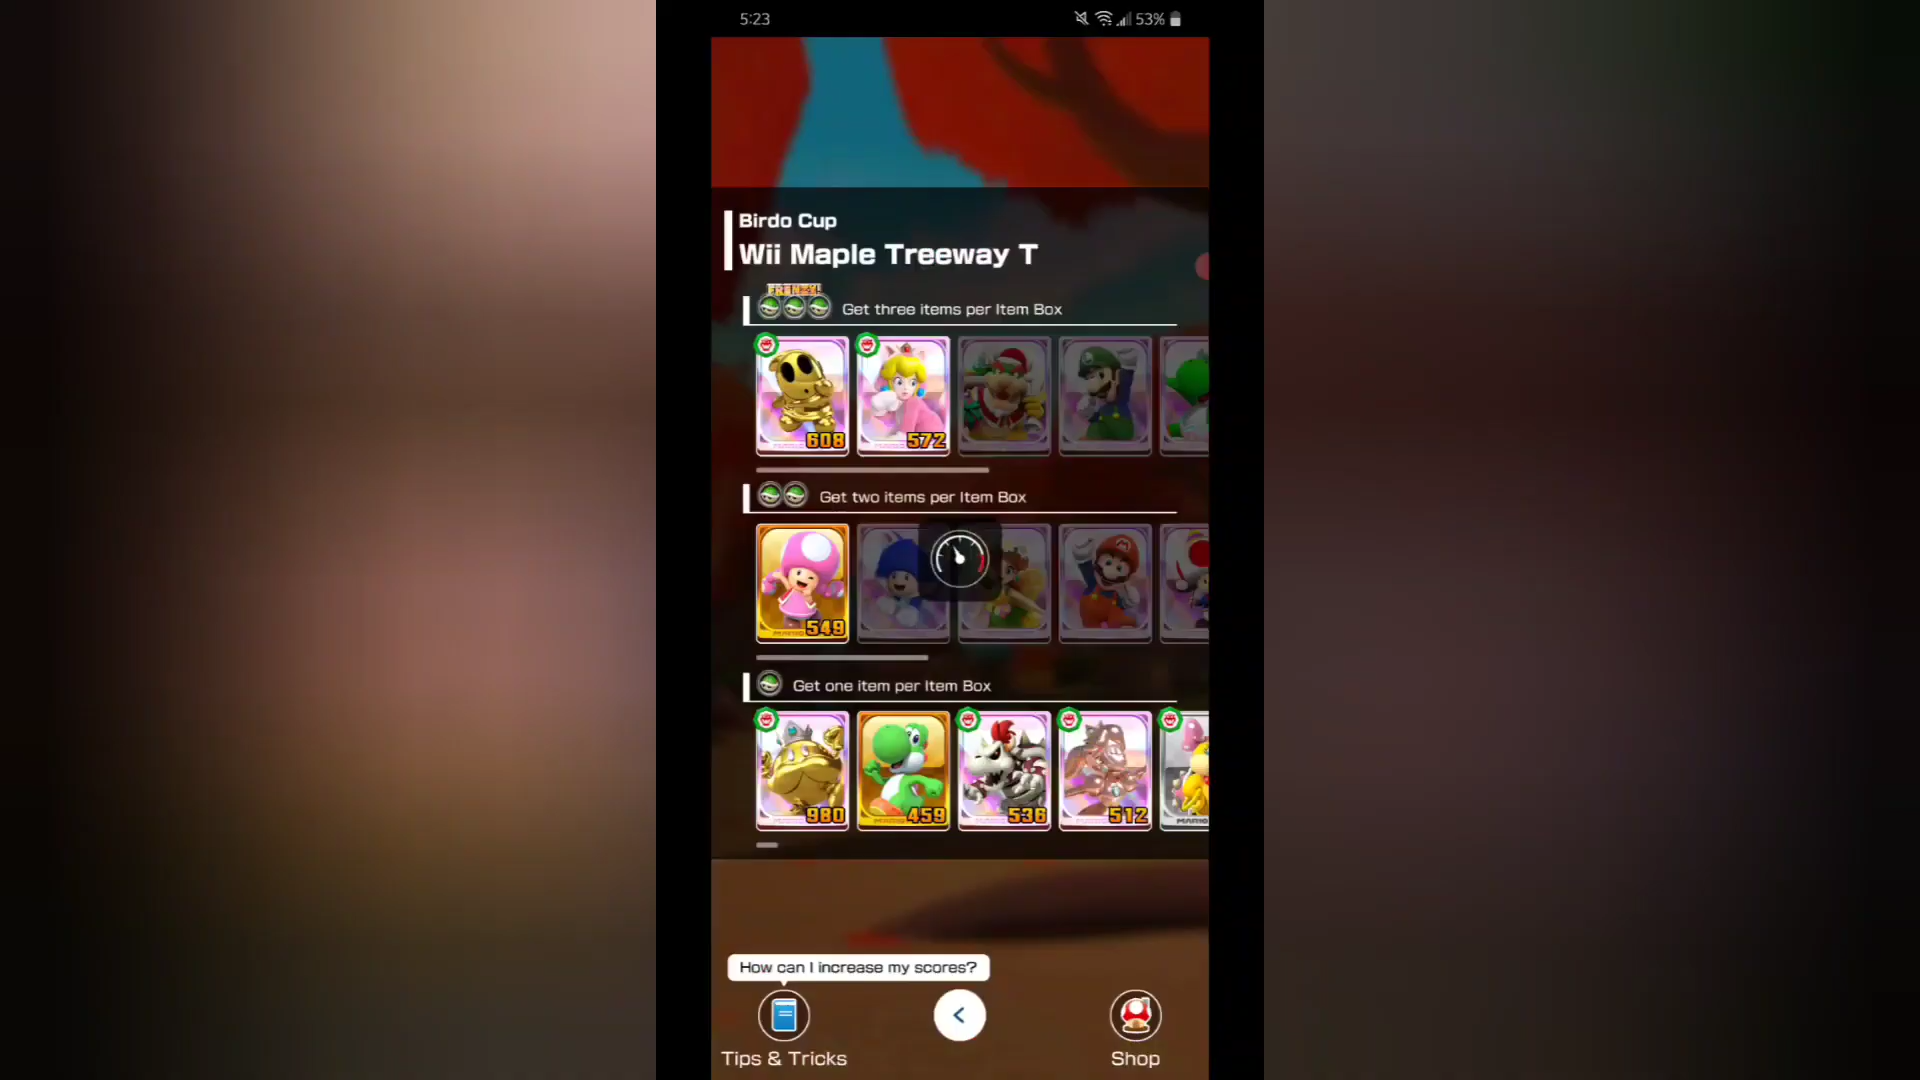 5:23
53%
Birdo Cup
Wii Maple Treeway T
FRENZY!
Get three items per Item Box
608
572
Get two items per Item Box
549
Get one item per Item Box
980
459
536
512
How can I increase my scores?
Tips & Tricks
Shop